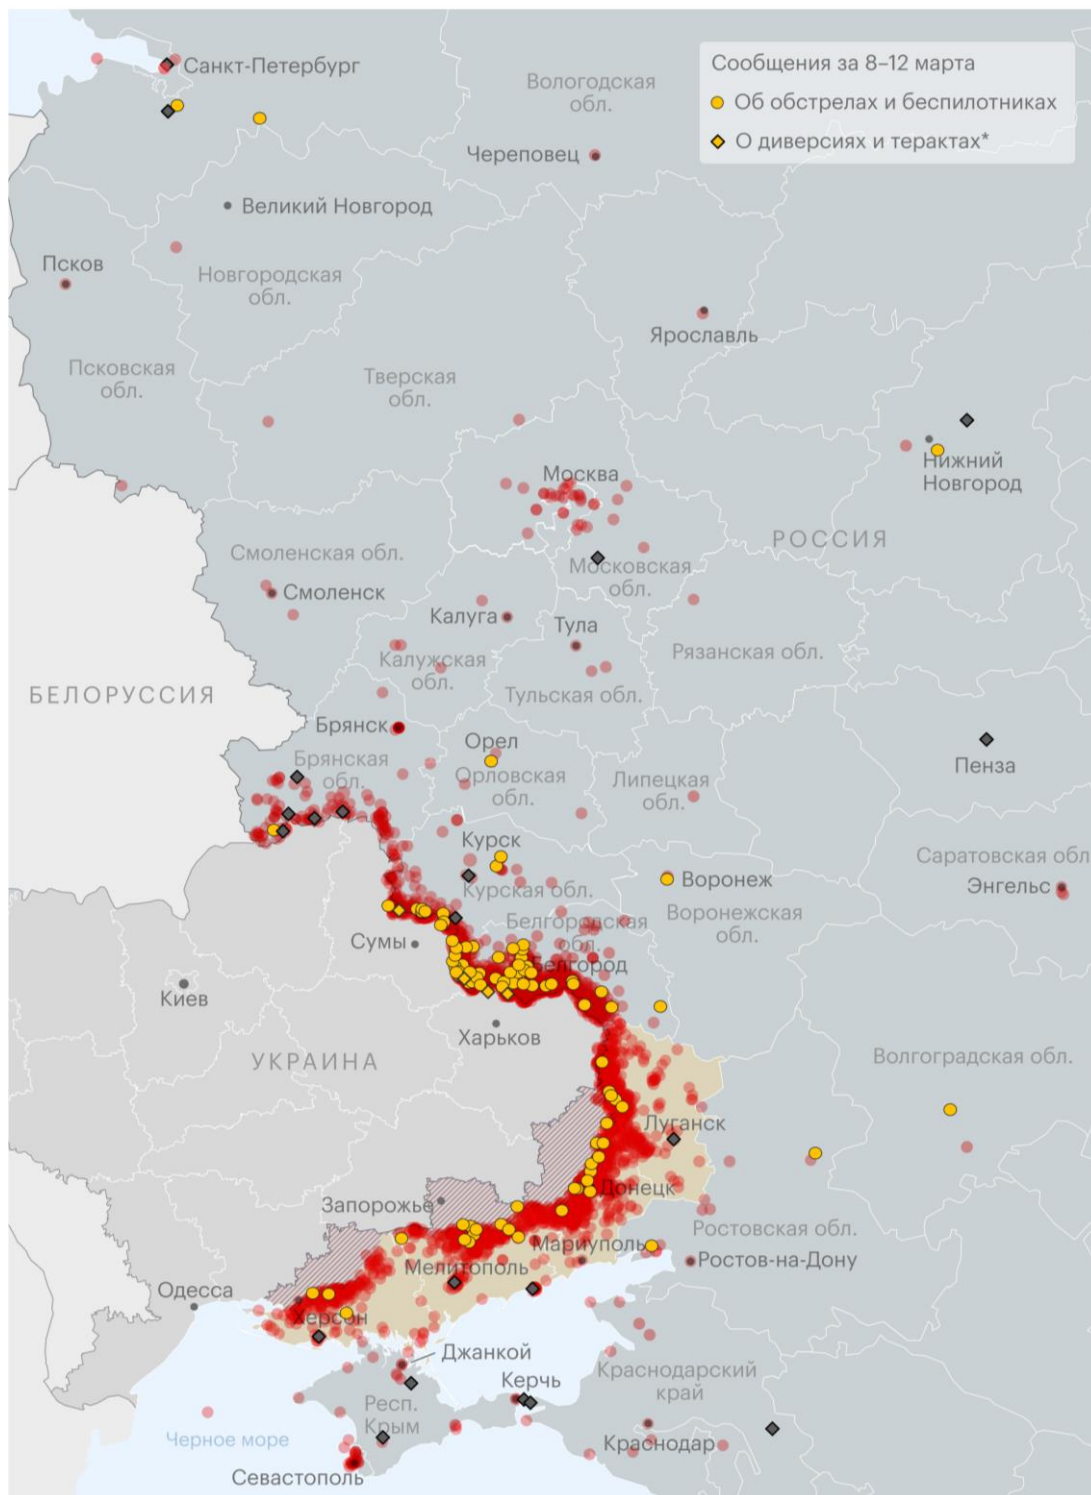 Сообщения за 8–12 марта
Об обстрелах и беспилотниках
О диверсиях и терактах*
Санкт-Петербург
Вологодская
обл.
Череповец
Великий Новгород
Псков
Новгородская
обл.
Ярославль
Псковская
обл.
Тверская
обл.
Москва
Нижний
Новгород
РОССИЯ
Смоленская обл.
Московская
обл.
Смоленск
Калуга
Тула
Калужская
обл.
Рязанская обл.
Тульская обл.
БЕЛОРУССИЯ
Брянск
Орел
Брянская
обл.
Орловская
обл.
Липецкая
обл.
Пенза
Курск
Саратовская обл
Курская обл.
Воронеж
Энгельс
Белгородская
обл.
Воронежская
обл.
Сумы
Белгород
Киев
Харьков
УКРАИНА
Волгоградская обл.
Луганск
Донецк
Запорожье
Ростовская обл.
Мариуполь
Мелитополь
Ростов-на-Дону
Одесса
Херсон
Джанкой
Керчь
Краснодарский
край
Респ.
Крым
Черное море
Краснодар
Севастополь